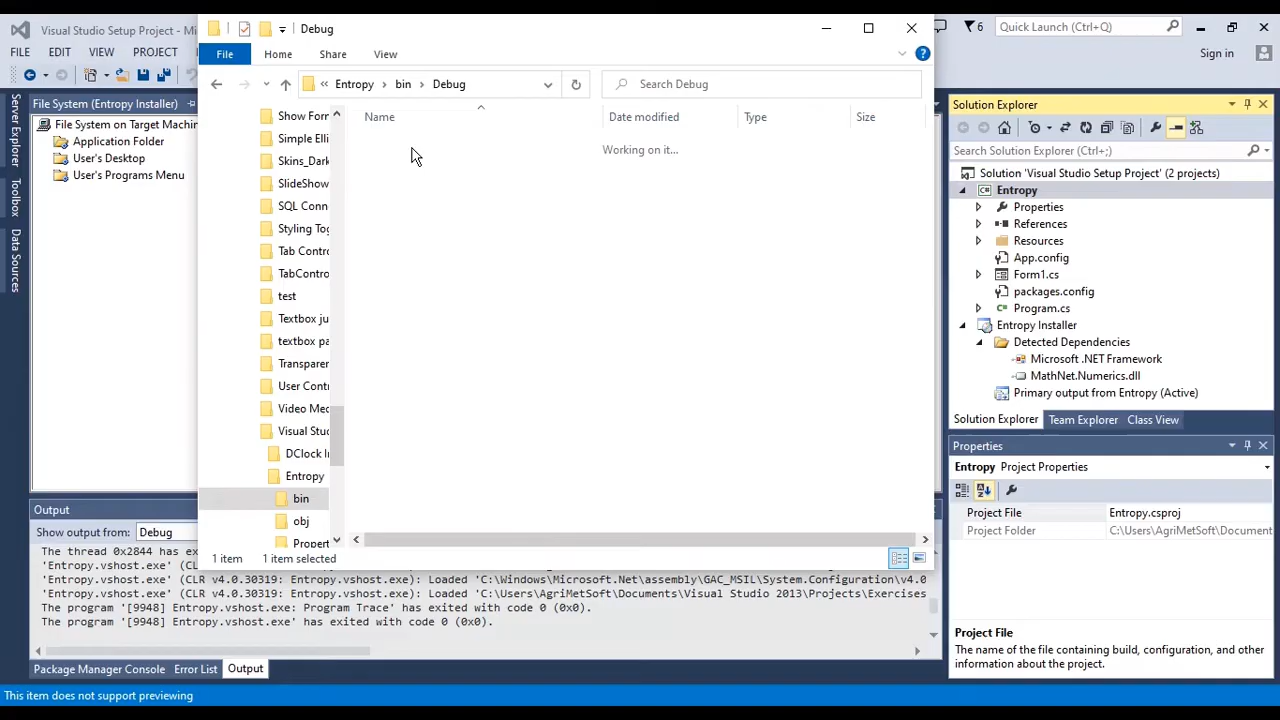 Visual Studio Setup Project - Mi
Debug
6
Quick Launch (Ctrl+Q)
FILE EDIT VIEW PROJECT
File Home Share View
Sign in
Entropy bin Debug
Search Debug
File System (Entropy Installer)
File System on Target Machin
Application Folder
User's Desktop
User's Programs Menu
Server Explorer
Toolbox
Data Sources
Show Forn
Simple Elli
Skins_Dark
SlideShow
SQL Conn
Styling Tog
Tab Contro
TabContro
test
Textbox ju
textbox pa
Transparer
User Contr
Video Med
Visual Stuc
DClock In
Entropy
bin
obj
Propert
Name Date modified Type Size
Working on it...
1 item 1 item selected
Solution Explorer
Search Solution Explorer (Ctrl+;)
Solution 'Visual Studio Setup Project' (2 projects)
Entropy
Properties
References
Resources
App.config
Form1.cs
packages.config
Program.cs
Entropy Installer
Detected Dependencies
Microsoft .NET Framework
MathNet.Numerics.dll
Primary output from Entropy (Active)
Solution Explorer Team Explorer Class View
Properties
Entropy Project Properties
Project File Entropy.csproj
Project Folder C:\Users\AgriMetSoft\Document
Project File
The name of the file containing build, configuration, and other
information about the project.
Output
Show output from: Debug
The thread 0x2844 has ex
'Entropy.vshost.exe' (CL
'Entropy.vshost.exe' (CLR v4.0.30319: Entropy.vshost.exe): Loaded 'C:\Windows\Microsoft.Net\assembly\GAC_MSIL\System.Configuration\v4.0
'Entropy.vshost.exe' (CLR v4.0.30319: Entropy.vshost.exe): Loaded 'C:\Users\AgriMetSoft\Documents\Visual Studio 2013\Projects\Exercises
The program '[9948] Entropy.vshost.exe: Program Trace' has exited with code 0 (0x0).
The program '[9948] Entropy.vshost.exe' has exited with code 0 (0x0).
Package Manager Console Error List Output
This item does not support previewing